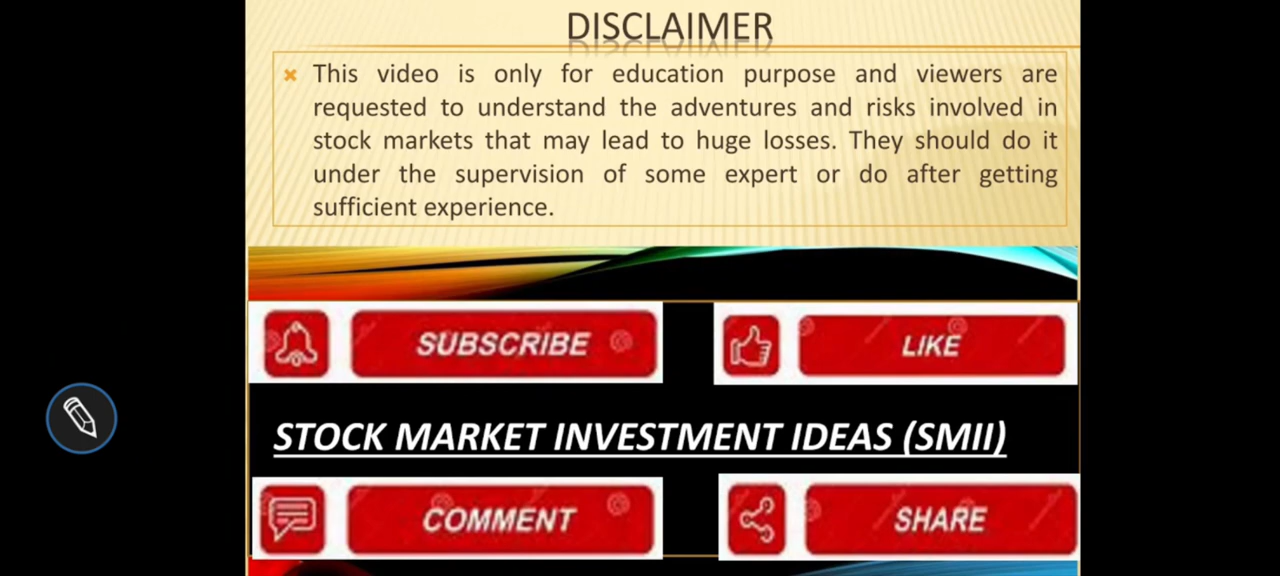 DISCLAIMER
This video is only for education purpose and viewers are
requested to understand the adventures and risks involved in
stock markets that may lead to huge losses. They should do it
under the supervision of some expert or do after getting
sufficient experience.
SUBSCRIBE
LIKE
STOCK MARKET INVESTMENT IDEAS (SMII)
COMMENT
SHARE